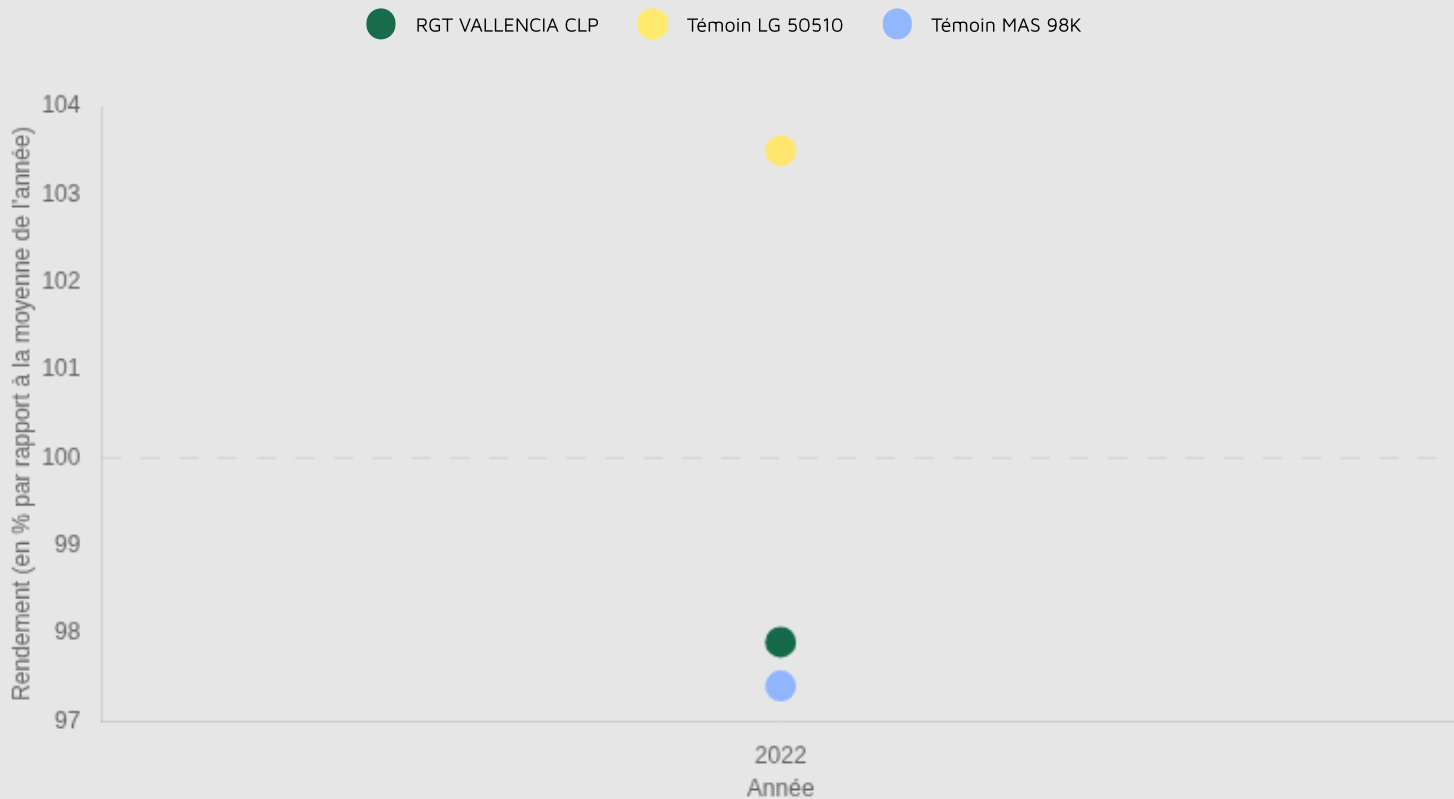 RGT VALLENCIA CLP
Témoin LG 50510
Témoin MAS 98K
Rendement (en % par rapport à la moyenne de l'année)
104
103
102
101
100
99
98
97
2022
Année